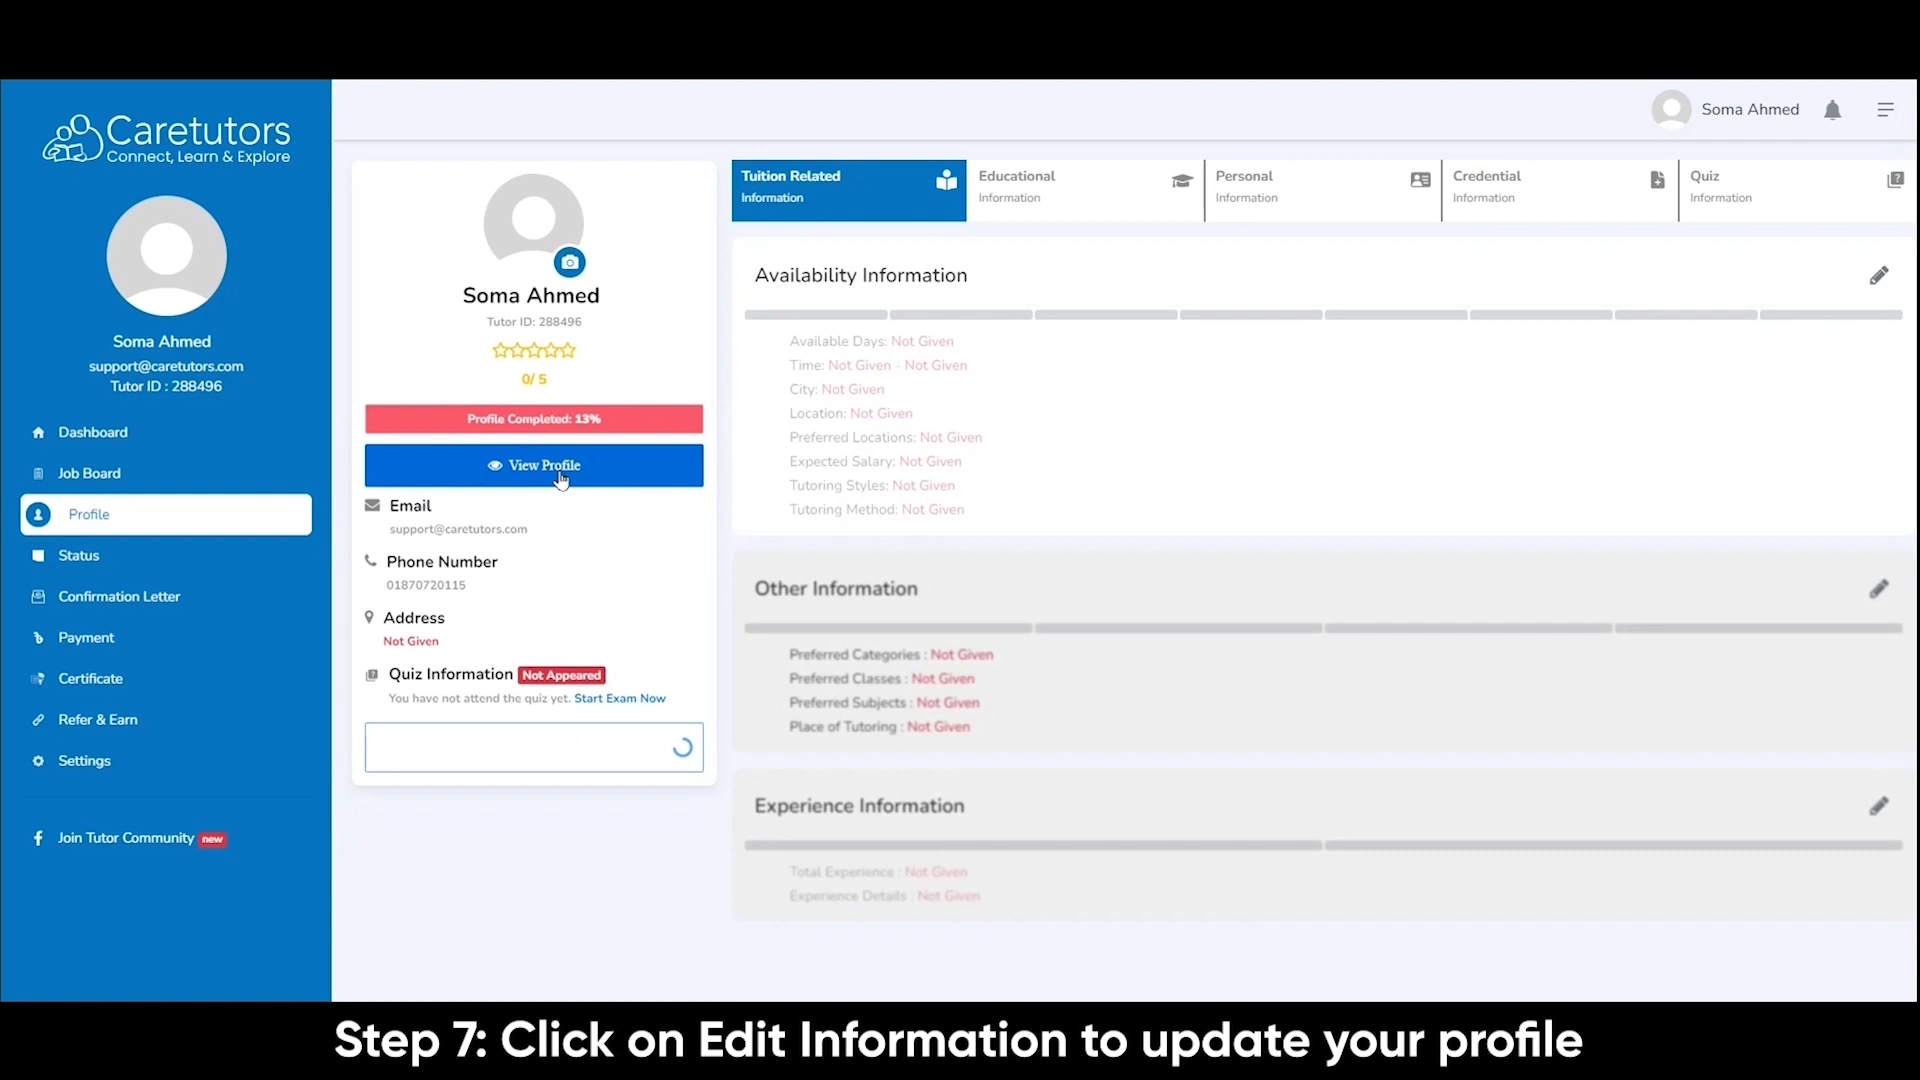 Caretutors
Connect, Learn & Explore
Soma Ahmed
support@caretutors.com
Tutor ID : 288496
Dashboard
Job Board
Profile
Status
Confirmation Letter
Payment
Certificate
Refer & Earn
Settings
Join Tutor Community new
Soma Ahmed
Soma Ahmed
Tutor ID: 288496
0/ 5
Profile Completed: 13%
View Profile
Email
support@caretutors.com
Phone Number
01870720115
Address
Not Given
Quiz Information Not Appeared
You have not attend the quiz yet. Start Exam Now
Tuition Related
Information
Educational
Information
Personal
Information
Credential
Information
Quiz
Information
Availability Information
Available Days: Not Given
Time: Not Given - Not Given
City: Not Given
Location: Not Given
Preferred Locations: Not Given
Expected Salary: Not Given
Tutoring Styles: Not Given
Tutoring Method: Not Given
Other Information
Preferred Categories : Not Given
Preferred Classes : Not Given
Preferred Subjects : Not Given
Place of Tutoring : Not Given
Experience Information
Total Experience : Not Given
Experience Details . Not Given
Step 7: Click on Edit Information to update your profile